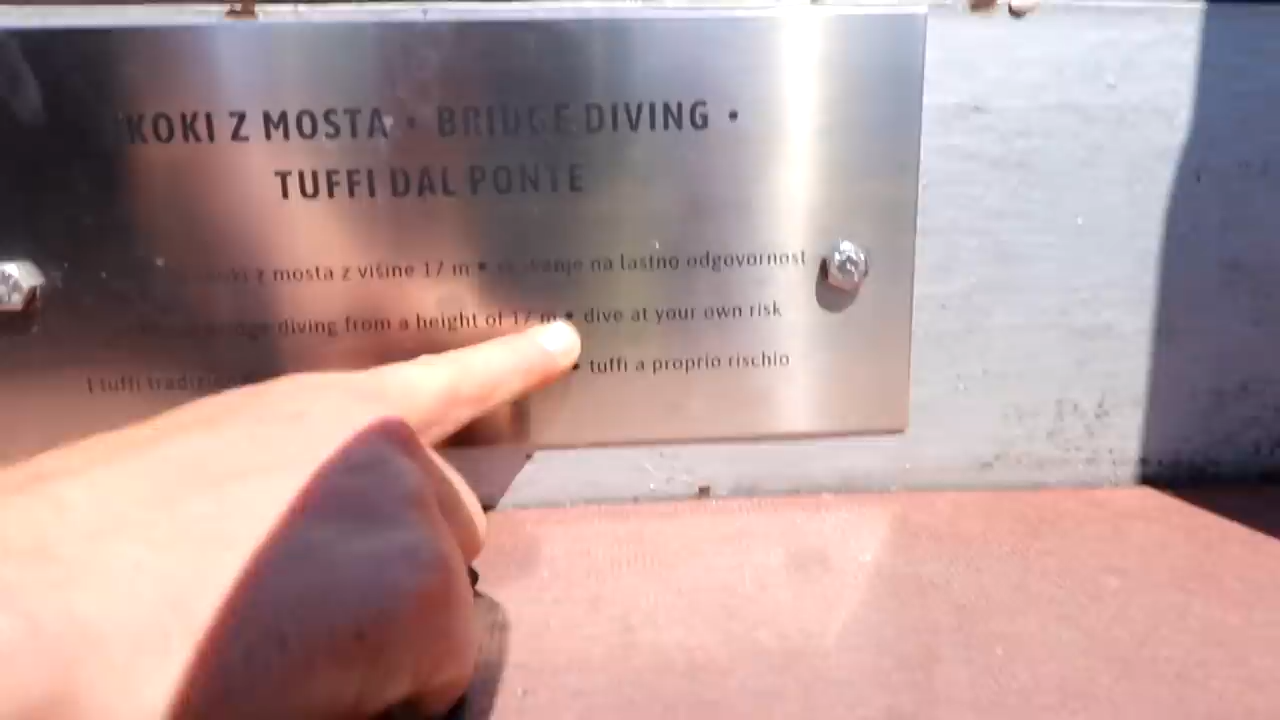 KOKI Z MOSTA • BRIDGE DIVING •
TUFFI DAL PONTE
z mosta z višine 17 m • na lastno odgovornost
diving from a height of 17 m • dive at your own risk
I tuffi • tuffi a proprio rischio